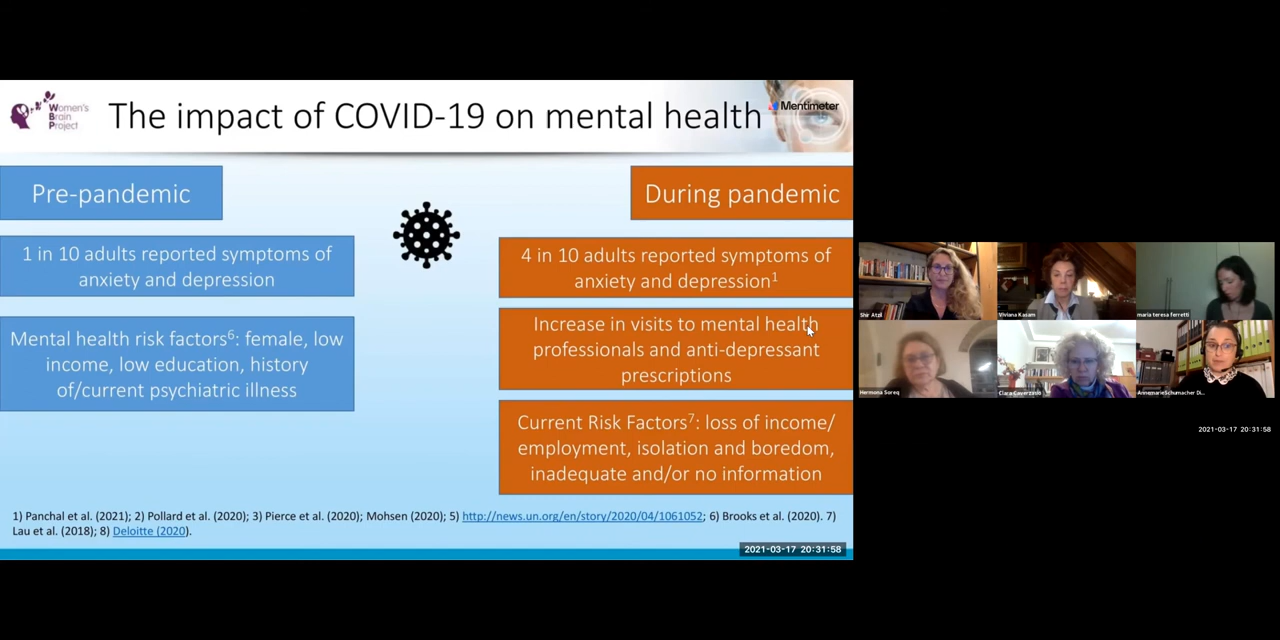 Women's
Brain
Project
The impact of COVID-19 on mental health
Mentimeter
Pre-pandemic
During pandemic
1 in 10 adults reported symptoms of
anxiety and depression
Mental health risk factors6: female, low
income, low education, history
of/current psychiatric illness
4 in 10 adults reported symptoms of
anxiety and depression1
Increase in visits to mental health
professionals and anti-depressant
prescriptions
Current Risk Factors7: loss of income/
employment, isolation and boredom,
inadequate and/or no information
1) Panchal et al. (2021); 2) Pollard et al. (2020); 3) Pierce et al. (2020); Mohsen (2020); 5) http://news.un.org/en/story/2020/04/1061052; 6) Brooks et al. (2020). 7)
Lau et al. (2018); 8) Deloitte (2020).
2021-03-17 20:31:58
Shir Atzil
Viviana Kasam
maria teresa ferretti
Hermona Soreq
Clara Caverzasio
Annemarie Schumacher Di...
2021-03-17 20:31:58